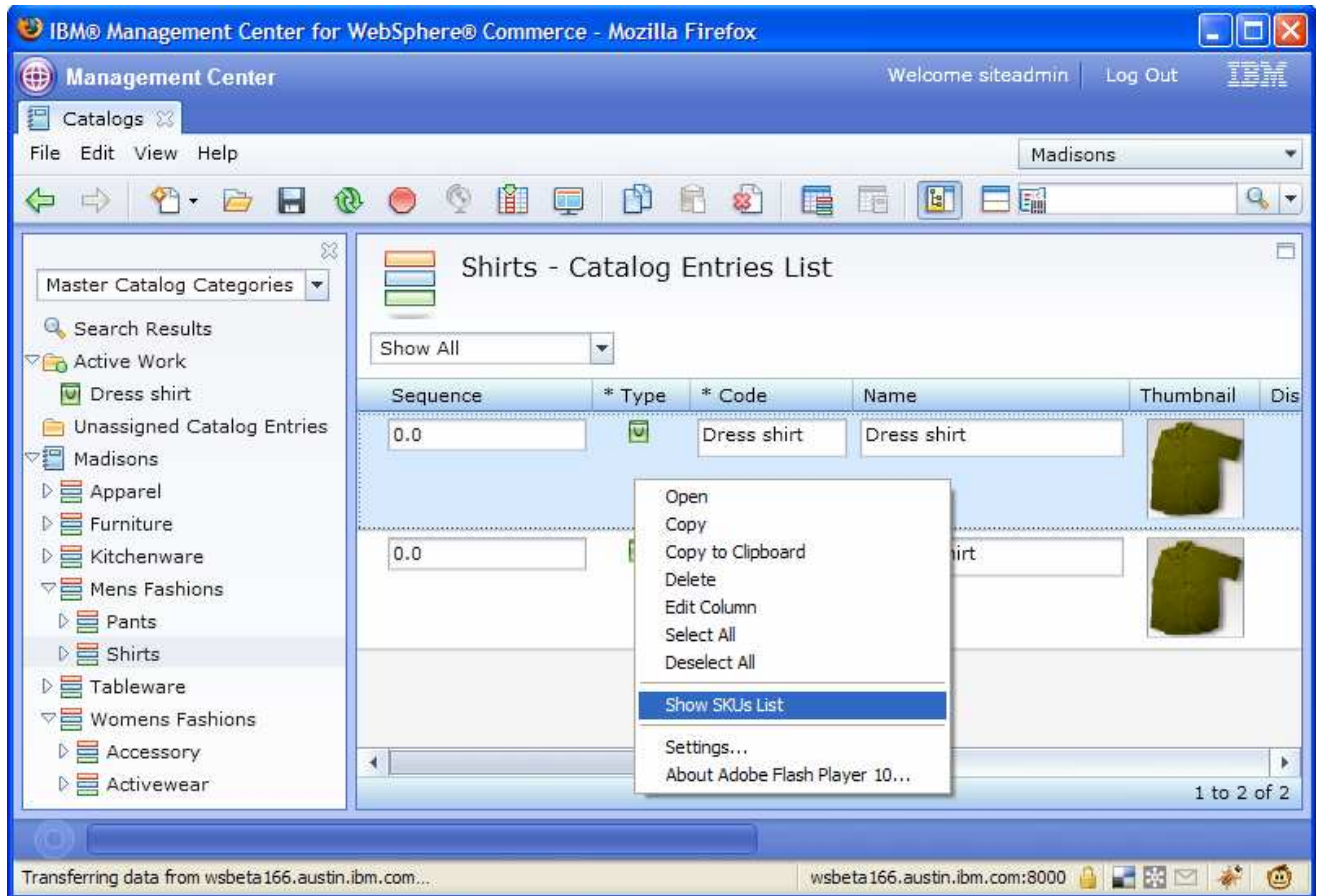 IBM® Management Center for WebSphere® Commerce - Mozilla Firefox
Management Center
Welcome siteadmin
Log Out
IBM
Catalogs
File Edit View Help
Madisons
Master Catalog Categories
Search Results
Active Work
Dress shirt
Unassigned Catalog Entries
Madisons
Apparel
Furniture
Kitchenware
Mens Fashions
Pants
Shirts
Tableware
Womens Fashions
Accessory
Activewear
Shirts - Catalog Entries List
Show All
Sequence * Type * Code Name Thumbnail Dis
0.0 Dress shirt Dress shirt
0.0 hirt
Open
Copy
Copy to Clipboard
Delete
Edit Column
Select All
Deselect All
Show SKUs List
Settings...
About Adobe Flash Player 10...
1 to 2 of 2
Transferring data from wsbeta166.austin.ibm.com...
wsbeta166.austin.ibm.com:8000